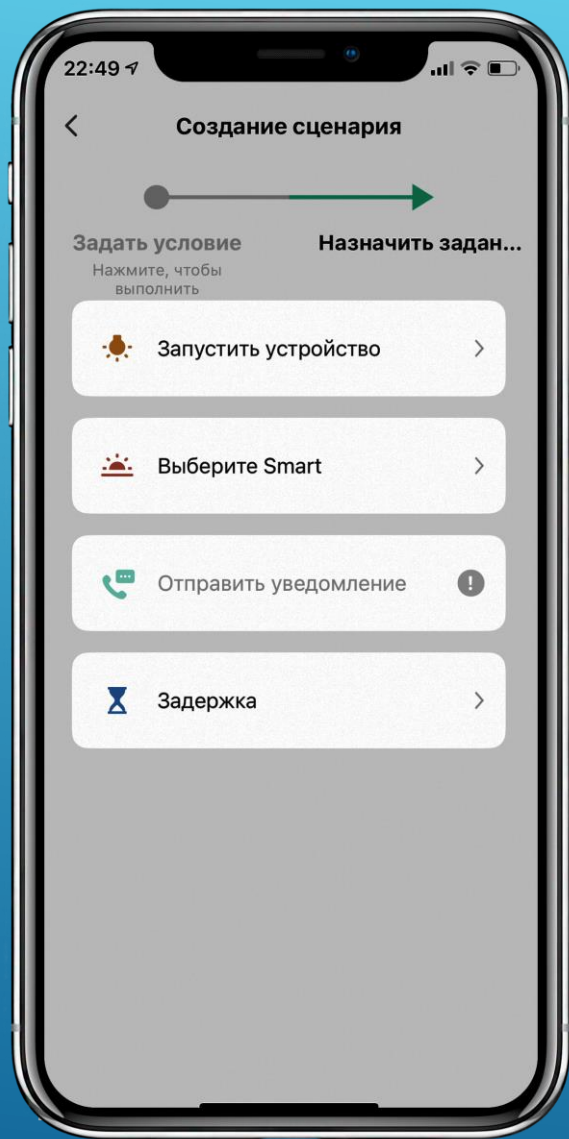 22:49
Создание сценария
Задать условие
Назначить задан...
Нажмите, чтобы
выполнить
Запустить устройство
Выберите Smart
Отправить уведомление
Задержка